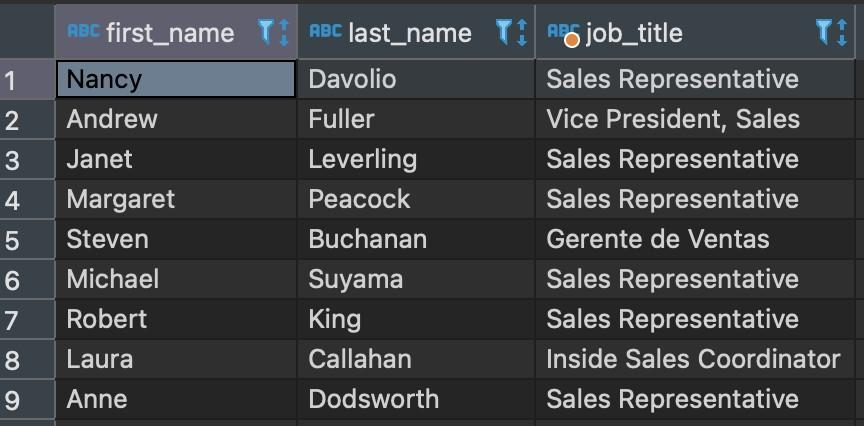 ABC first_name ABC last_name ABC job_title
1 Nancy Davolio Sales Representative
2 Andrew Fuller Vice President, Sales
3 Janet Leverling Sales Representative
4 Margaret Peacock Sales Representative
5 Steven Buchanan Gerente de Ventas
6 Michael Suyama Sales Representative
7 Robert King Sales Representative
8 Laura Callahan Inside Sales Coordinator
9 Anne Dodsworth Sales Representative